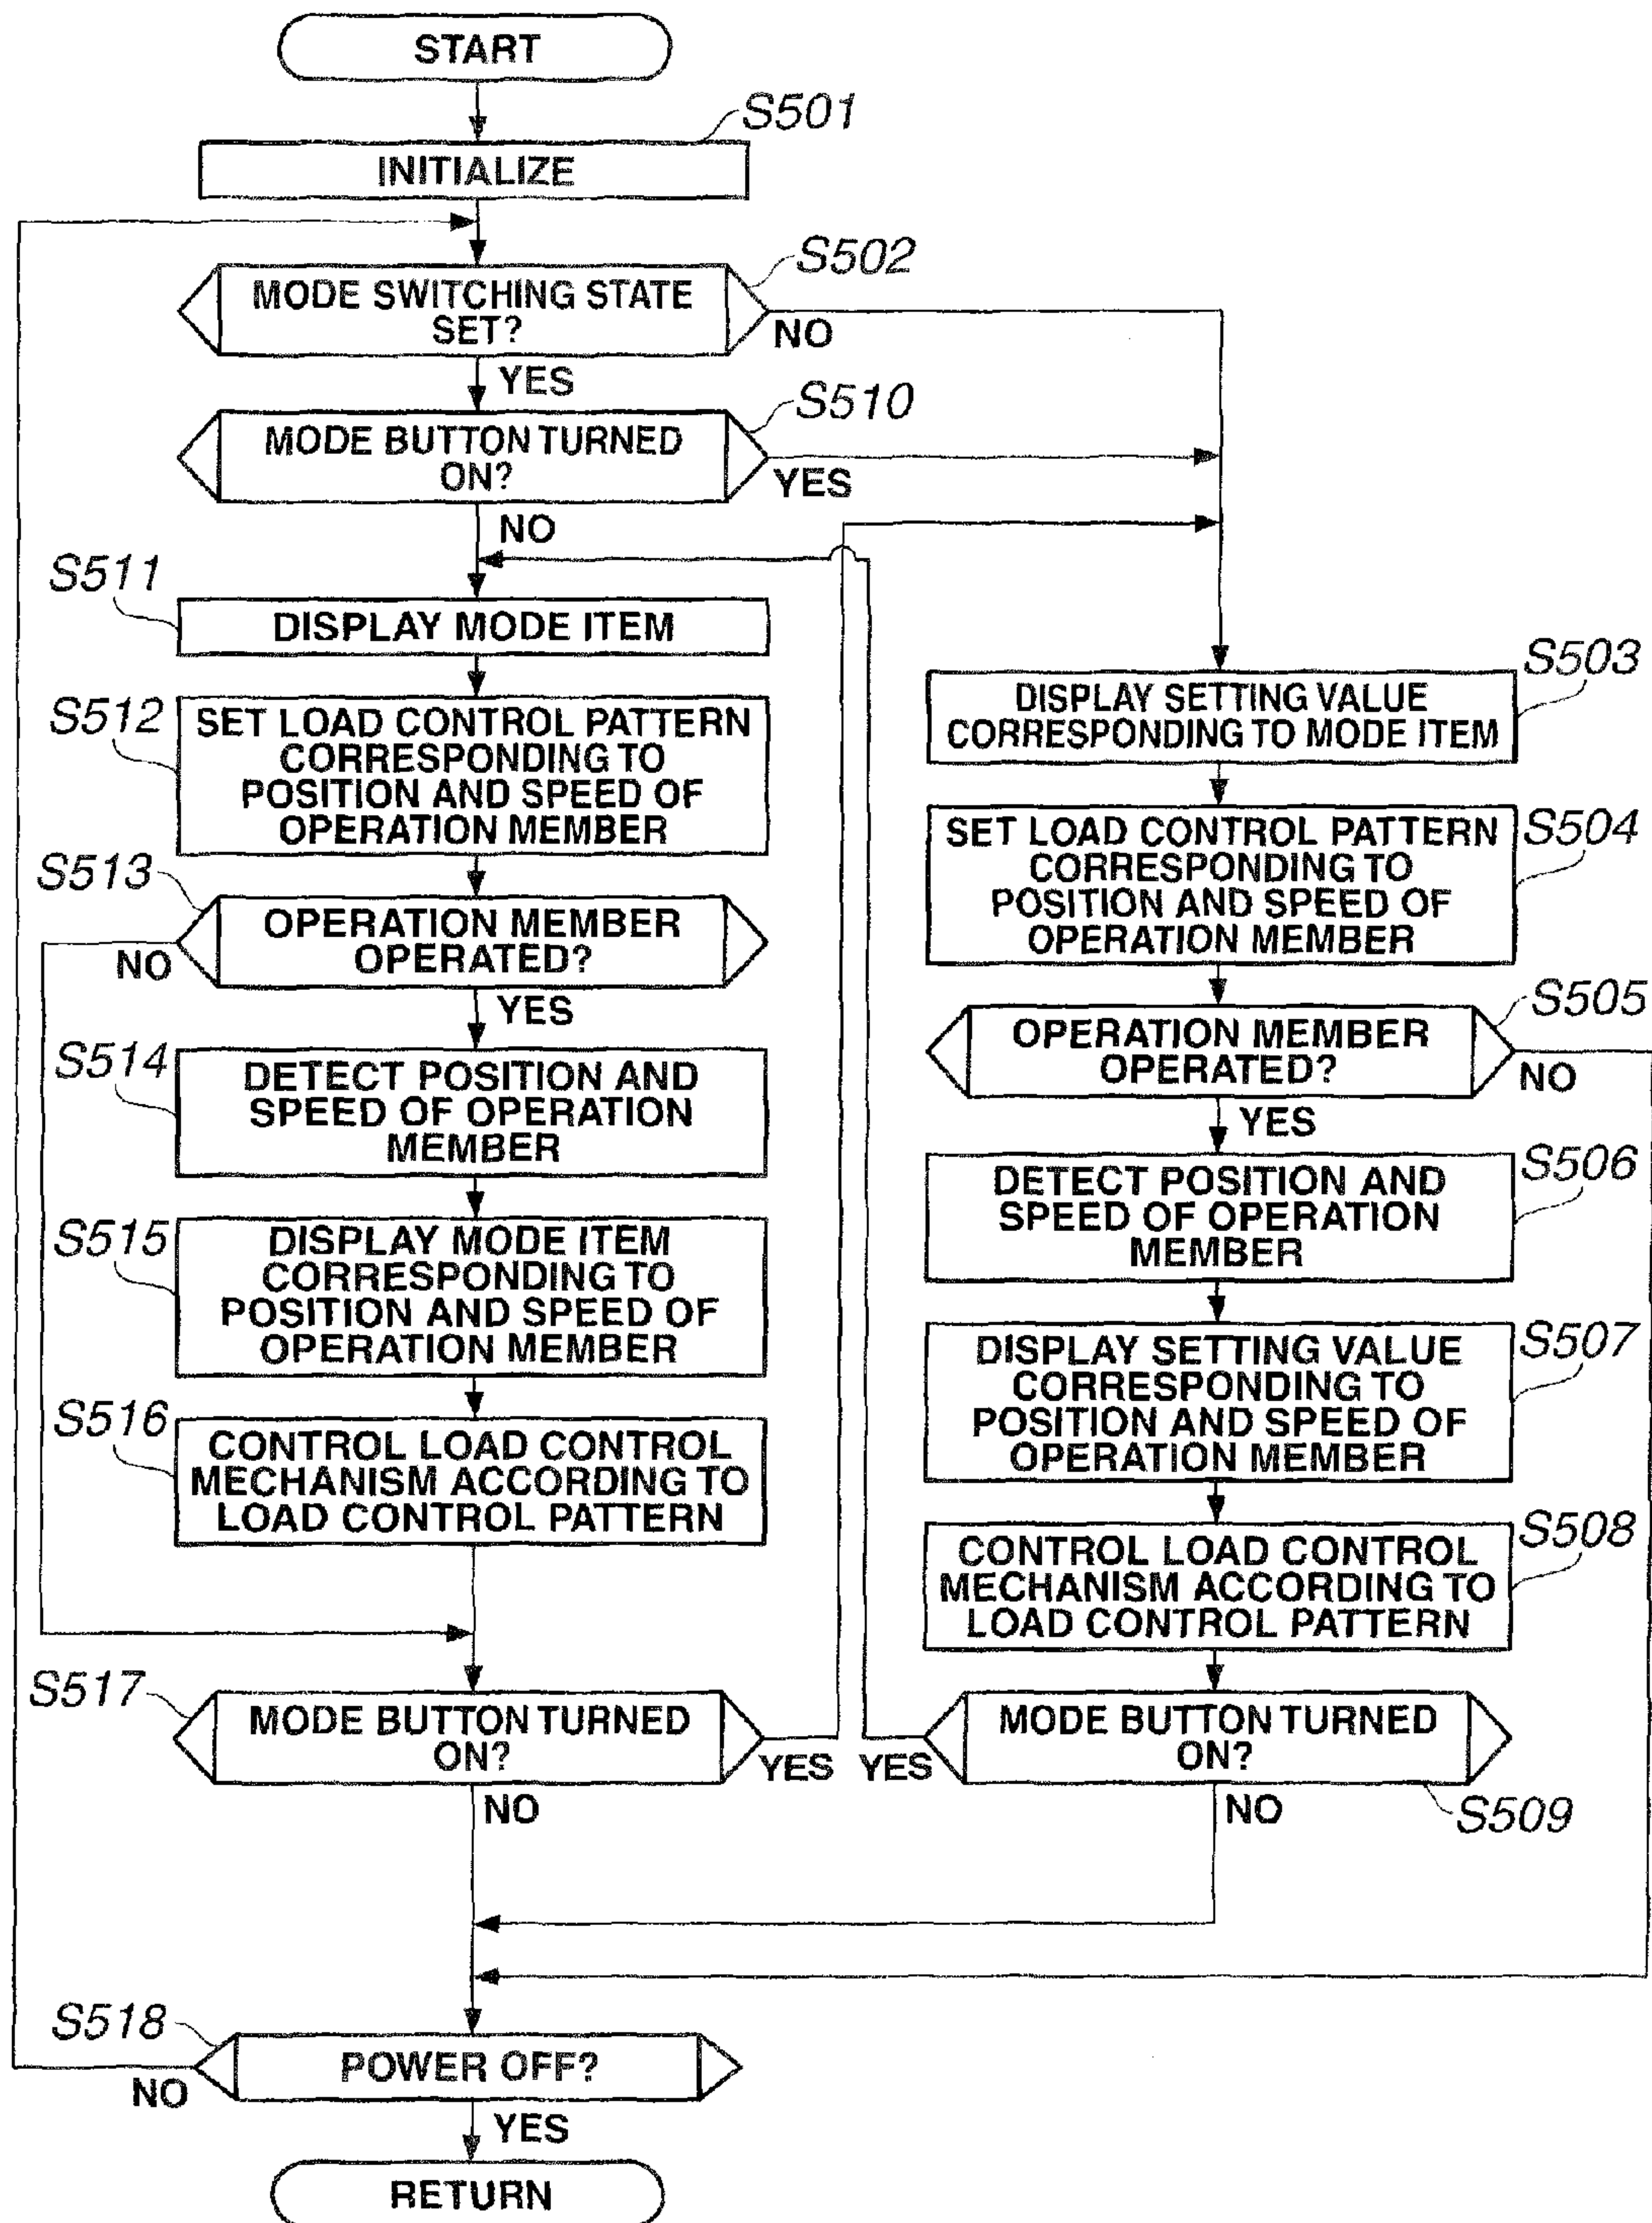 START
S501
INITIALIZE
S502
MODE SWITCHING STATE
SET?
NO
YES
S510
MODE BUTTON TURNED
ON?
YES
NO
S511
DISPLAY MODE ITEM
S512
SET LOAD CONTROL PATTERN
CORRESPONDING TO
POSITION AND SPEED OF
OPERATION MEMBER
S513
OPERATION MEMBER
OPERATED?
NO
YES
S514
DETECT POSITION AND
SPEED OF OPERATION
MEMBER
S515
DISPLAY MODE ITEM
CORRESPONDING TO
POSITION AND SPEED OF
OPERATION MEMBER
S516
CONTROL LOAD CONTROL
MECHANISM ACCORDING TO
LOAD CONTROL PATTERN
S517
MODE BUTTON TURNED
ON?
YES
NO
S503
DISPLAY SETTING VALUE
CORRESPONDING TO MODE ITEM
S504
SET LOAD CONTROL PATTERN
CORRESPONDING TO
POSITION AND SPEED OF
OPERATION MEMBER
S505
OPERATION MEMBER
OPERATED?
NO
YES
S506
DETECT POSITION AND
SPEED OF OPERATION
MEMBER
S507
DISPLAY SETTING VALUE
CORRESPONDING TO
POSITION AND SPEED OF
OPERATION MEMBER
S508
CONTROL LOAD CONTROL
MECHANISM ACCORDING TO
LOAD CONTROL PATTERN
MODE BUTTON TURNED
ON?
YES
NO
S509
S518
POWER OFF?
NO
YES
RETURN